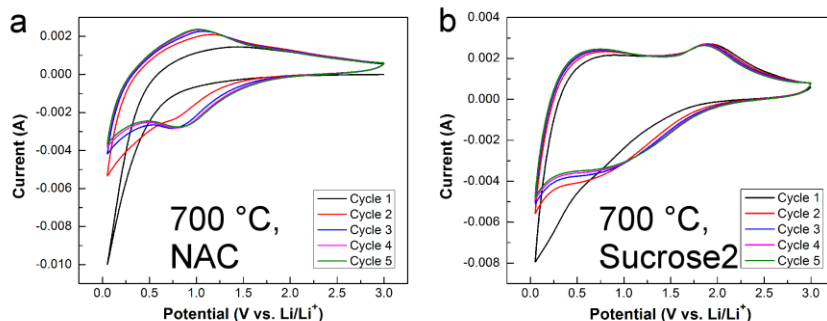 a
0.002
0.000
-0.002
-0.004
-0.006
-0.008
-0.010
Current (A)
700 °C,
NAC
Cycle 1
Cycle 2
Cycle 3
Cycle 4
Cycle 5
0.0 0.5 1.0 1.5 2.0 2.5 3.0
Potential (V vs. Li/Li⁺)
b
0.004
0.002
0.000
-0.002
-0.004
-0.006
-0.008
Current (A)
700 °C,
Sucrose2
Cycle 1
Cycle 2
Cycle 3
Cycle 4
Cycle 5
0.0 0.5 1.0 1.5 2.0 2.5 3.0
Potential (V vs. Li/Li⁺)